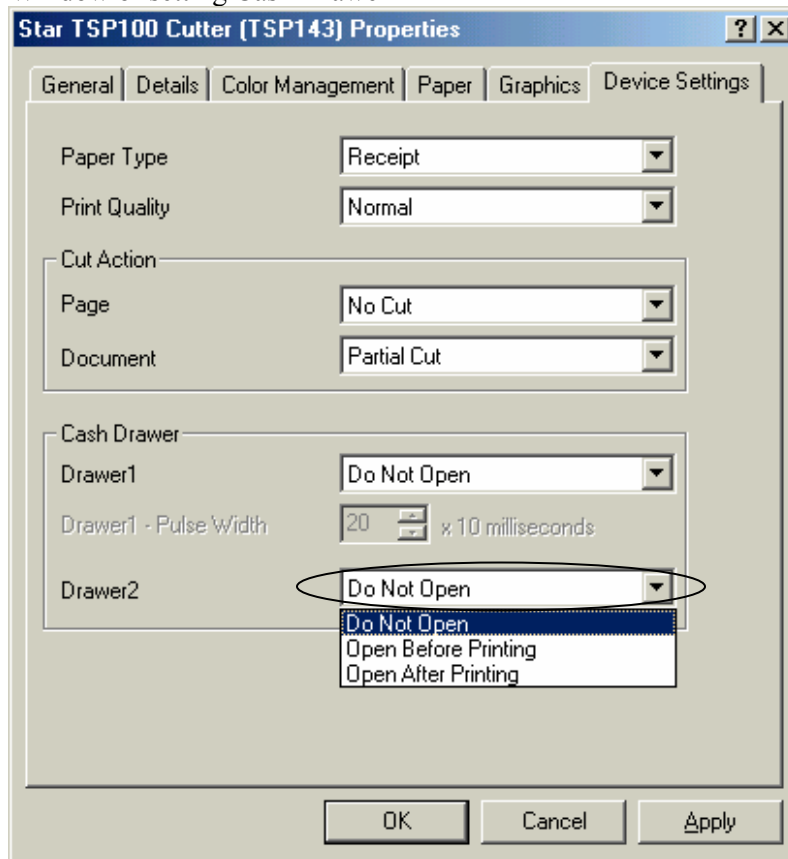 Star TSP100 Cutter (TSP143) Properties
General Details Color Management Paper Graphics Device Settings
Paper Type Receipt
Print Quality Normal
Cut Action
Page No Cut
Document Partial Cut
Cash Drawer
Drawer1 Do Not Open
Drawer1 - Pulse Width 20 x 10 milliseconds
Drawer2 Do Not Open
Do Not Open
Open Before Printing
Open After Printing
OK Cancel Apply